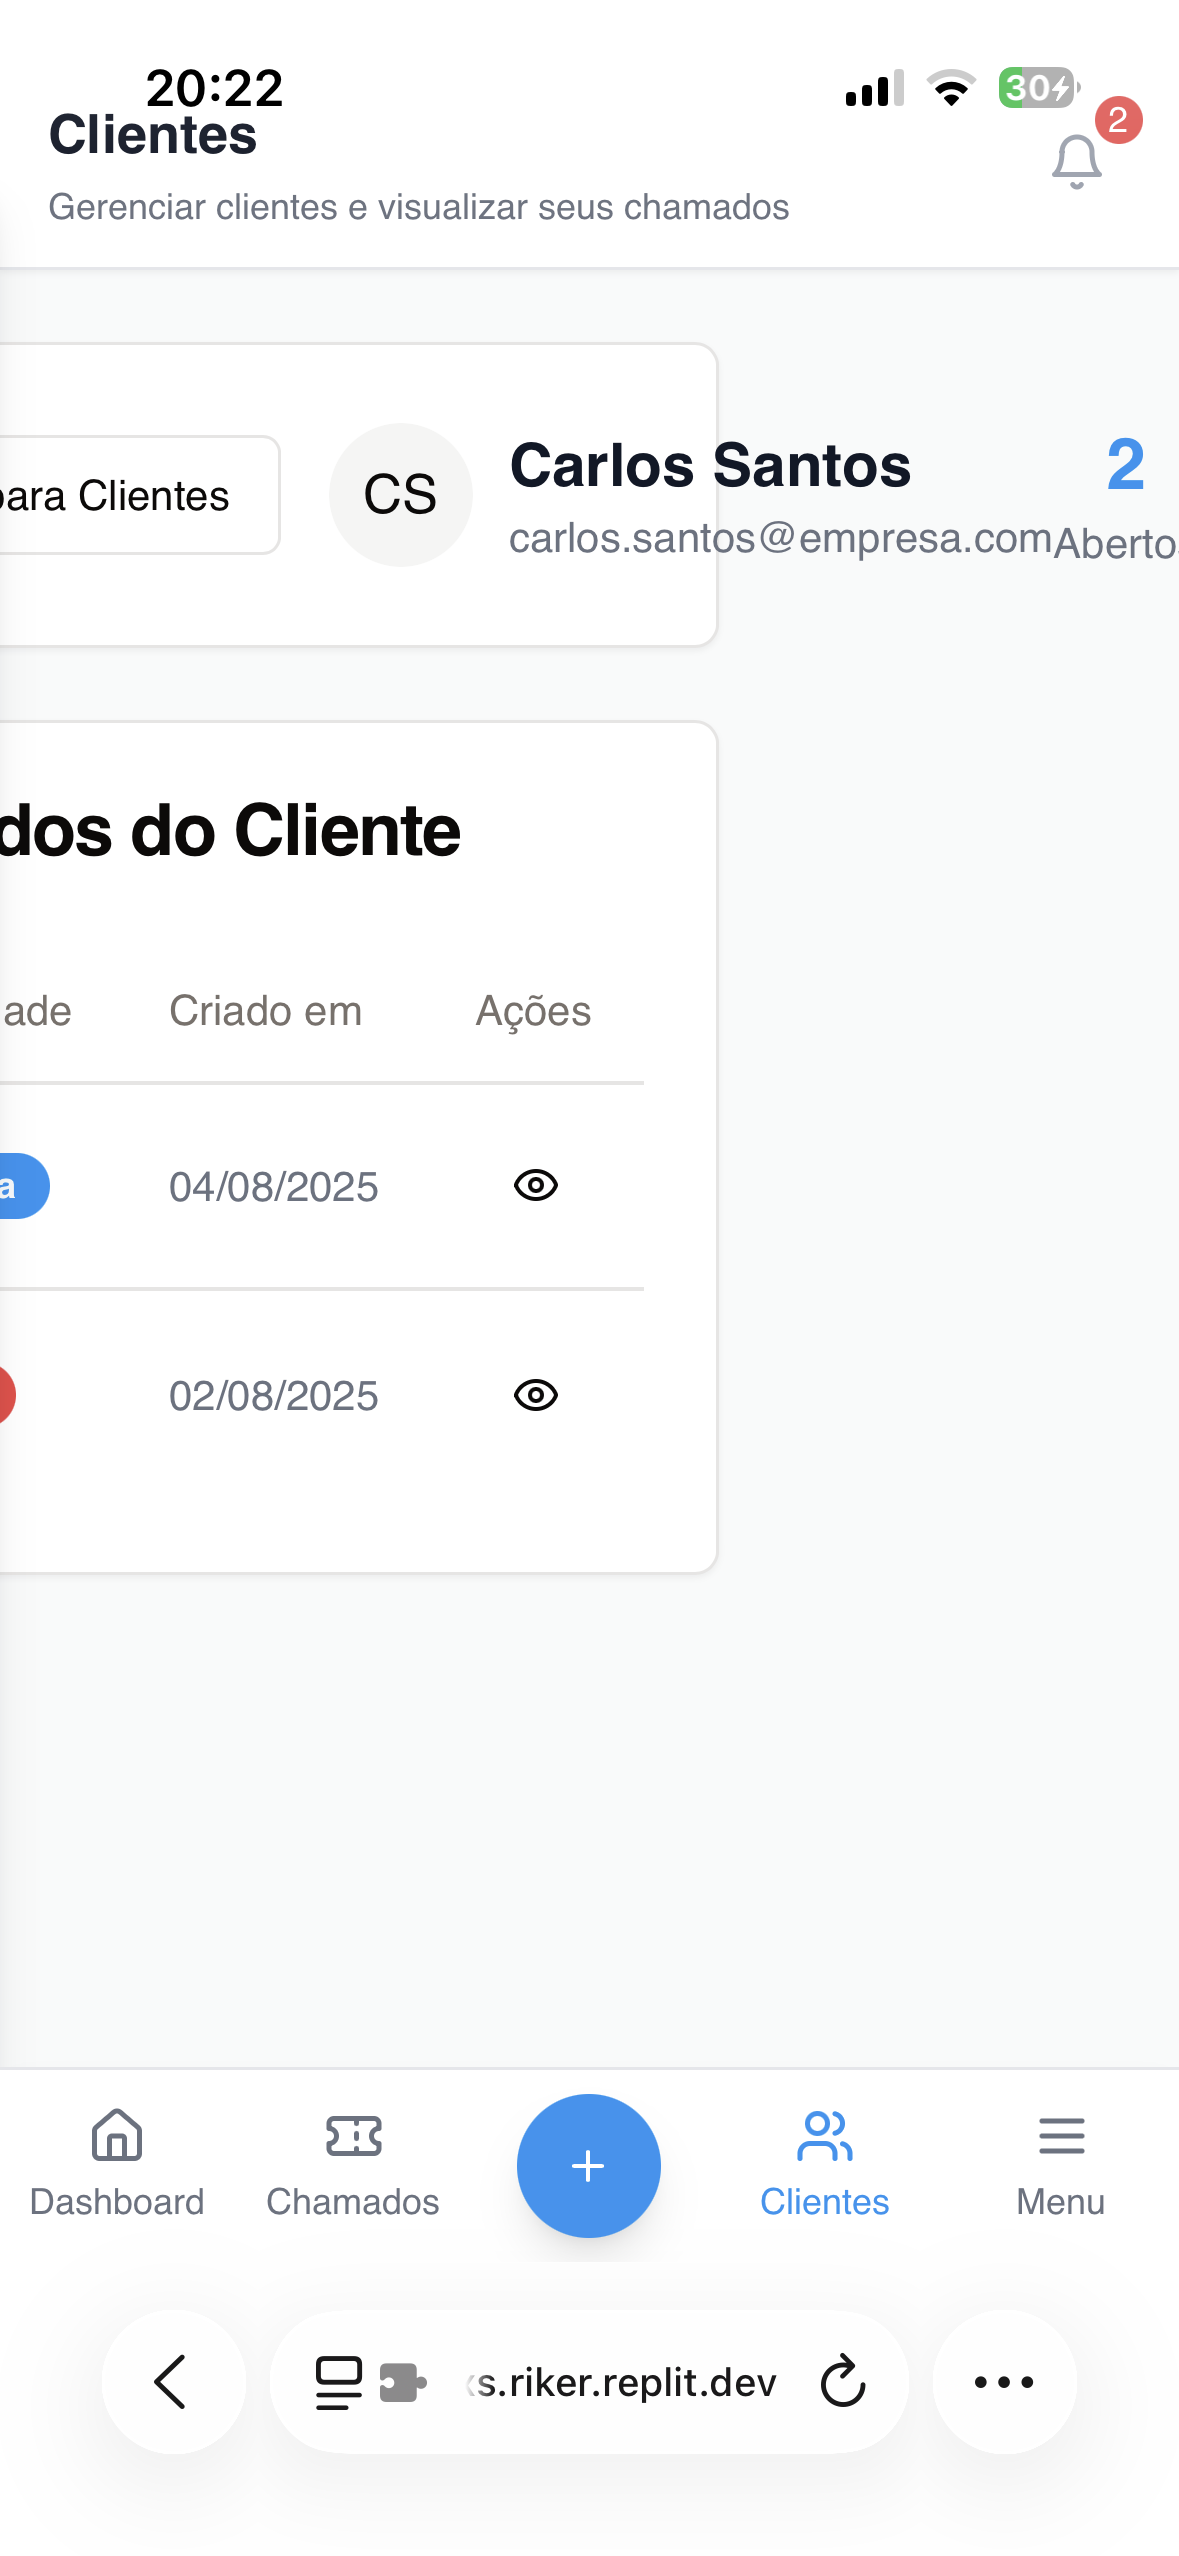 20:22
30
Clientes
2
Gerenciar clientes e visualizar seus chamados
para Clientes
CS
Carlos Santos
2
carlos.santos@empresa.com
Abertos
dos do Cliente
ade
Criado em
Ações
a
04/08/2025
02/08/2025
Dashboard
Chamados
+
Clientes
Menu
s.riker.replit.dev